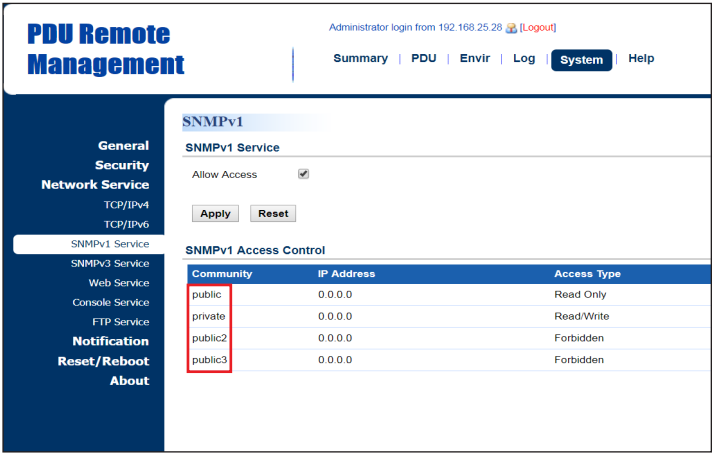 PDU Remote
Management
Administrator login from 192.168.25.28 [Logout]
Summary | PDU | Envir | Log | System | Help
General
Security
Network Service
TCP/IPv4
TCP/IPv6
SNMPv1 Service
SNMPv3 Service
Web Service
Console Service
FTP Service
Notification
Reset/Reboot
About
SNMPv1
SNMPv1 Service
Allow Access
Apply Reset
SNMPv1 Access Control
Community IP Address Access Type
public 0.0.0.0 Read Only
private 0.0.0.0 Read/Write
public2 0.0.0.0 Forbidden
public3 0.0.0.0 Forbidden